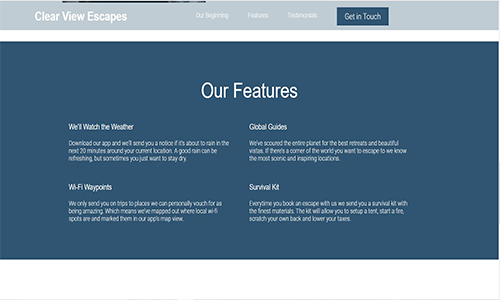 Clear View Escapes
Our Beginning
Features
Testimonials
Get in Touch
Our Features
We'll Watch the Weather
Download our app and we'll send you a notice if it's about to rain in the
next 20 minutes around your current location. A good rain can be
refreshing, but sometimes you just want to stay dry.
Global Guides
We've scoured the entire planet for the best retreats and beautiful
vistas. If there's a corner of the world you want to escape to we know
the most scenic and inspiring locations.
Wi-Fi Waypoints
We only send you on trips to places we can personally vouch for as
being amazing. Which means we've mapped out where local wi-fi
spots are and marked them in our app's map view.
Survival Kit
Everytime you book an escape with us we send you a survival kit with
the finest materials. The kit will allow you to setup a tent, start a fire,
scratch your own back and lower your taxes.